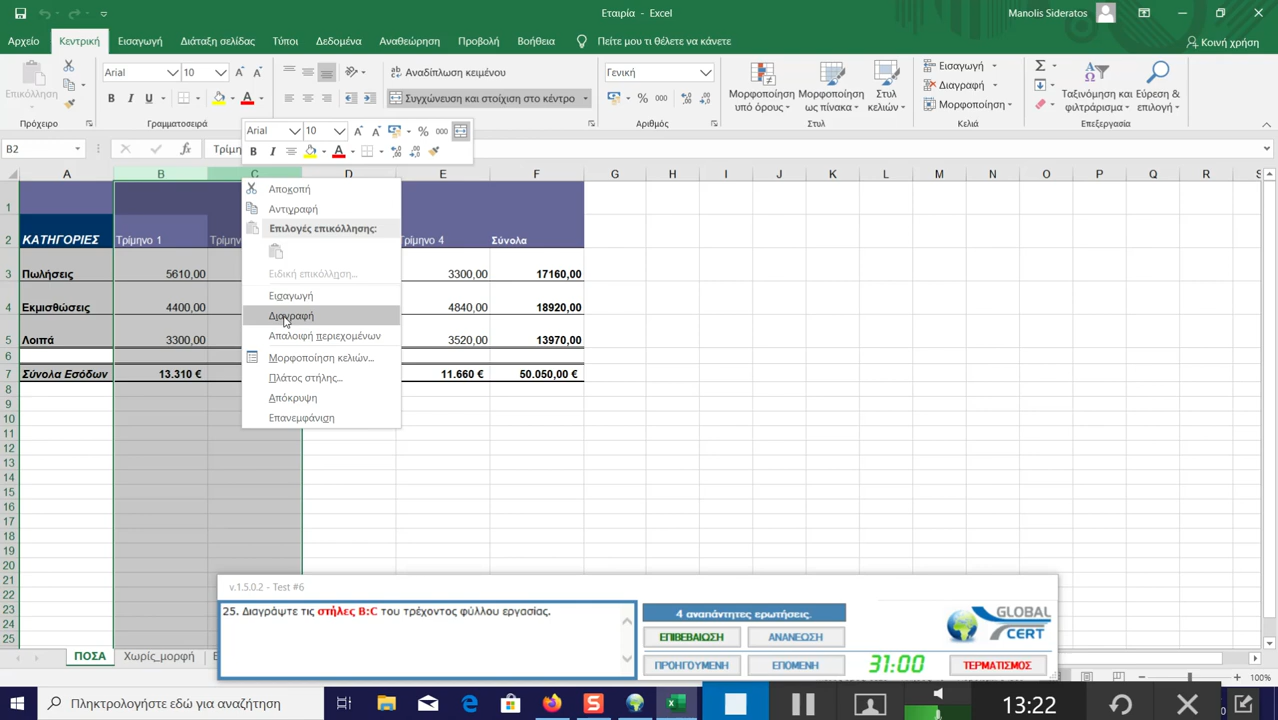 Εταιρία - Excel
Manolis Sideratos
Αρχείο Κεντρική Εισαγωγή Διάταξη σελίδας Τύποι Δεδομένα Αναθεώρηση Προβολή Βοήθεια Πείτε μου τι θέλετε να κάνετε Κοινή χρήση
Επικόλληση
Arial 10
Αναδίπλωση κειμένου
Συγχώνευση και στοίχιση στο κέντρο
Γενική
% 000
Μορφοποίηση υπό όρους
Μορφοποίηση ως πίνακα
Στυλ κελιών
Εισαγωγή
Διαγραφή
Μορφοποίηση
Ταξινόμηση και φιλτράρισμα
Εύρεση & επιλογή
Πρόχειρο Γραμματοσειρά Αριθμός Στυλ Κελιά Επεξεργασία
B2
Τρίμη
Arial 10 % 000
B I
A B C D E F G H I J K L M N O P Q R S
1
2 ΚΑΤΗΓΟΡΙΕΣ Τρίμηνο 1 Τρίμην ρίμηνο 4 Σύνολα
3 Πωλήσεις 5610,00 3300,00 17160,00
4 Εκμισθώσεις 4400,00 4840,00 18920,00
5 Λοιπά 3300,00 3520,00 13970,00
6
7 Σύνολα Εσόδων 13.310 € 11.660 € 50.050,00 €
8
9
10
11
12
13
14
15
16
17
18
19
20
21
22
23
24
25
Αποκοπή
Αντιγραφή
Επιλογές επικόλλησης:
Ειδική επικόλληση...
Εισαγωγή
Διαγραφή
Απαλοιφή περιεχομένων
Μορφοποίηση κελιών...
Πλάτος στήλης...
Απόκρυψη
Επανεμφάνιση
v.1.5.0.2 - Test #6
25. Διαγράψτε τις στήλες B:C του τρέχοντος φύλλου εργασίας.
4 αναπάντητες ερωτήσεις.
ΕΠΙΒΕΒΑΙΩΣΗ ΑΝΑΝΕΩΣΗ
ΠΡΟΗΓΟΥΜΕΝΗ ΕΠΟΜΕΝΗ 31:00 ΤΕΡΜΑΤΙΣΜΟΣ
GLOBAL CERT
ΠΟΣΑ Χωρίς_μορφή
100%
Πληκτρολογήστε εδώ για αναζήτηση
13:22